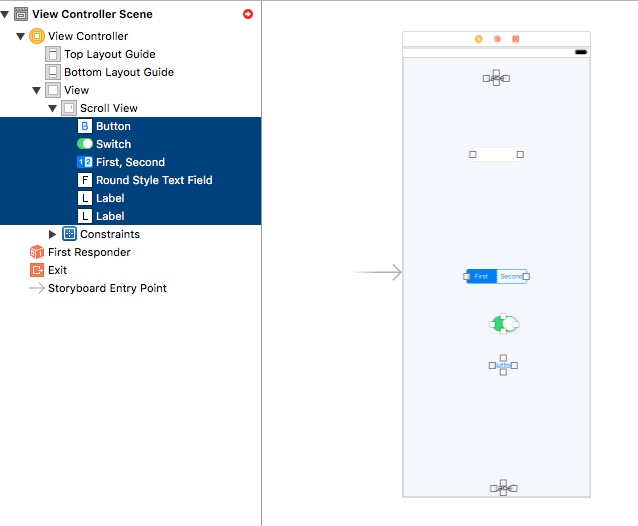 View Controller Scene
View Controller
Top Layout Guide
Bottom Layout Guide
View
Scroll View
B Button
Switch
1 2 First, Second
F Round Style Text Field
L Label
L Label
Constraints
First Responder
Exit
Storyboard Entry Point
First Second